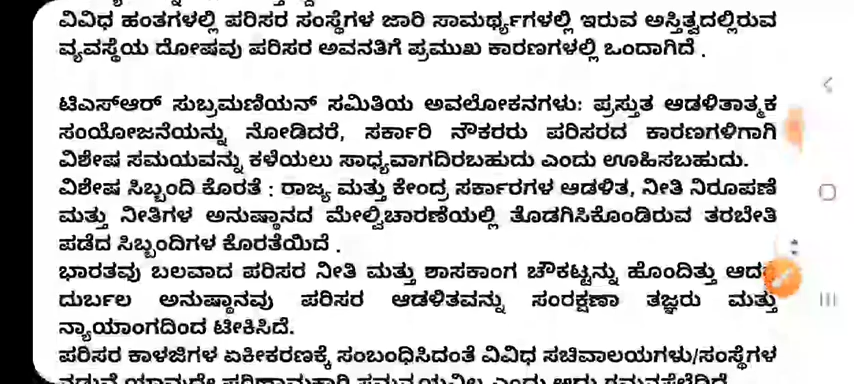 ವಿವಿಧ ಹಂತಗಳಲ್ಲಿ ಪರಿಸರ ಸಂಸ್ಥೆಗಳ ಜಾರಿ ಸಾಮರ್ಥ್ಯಗಳಲ್ಲಿ ಇರುವ ಅಸ್ತಿತ್ವದಲ್ಲಿರುವ
ವ್ಯವಸ್ಥೆಯ ದೋಷವು ಪರಿಸರ ಅವನತಿಗೆ ಪ್ರಮುಖ ಕಾರಣಗಳಲ್ಲಿ ಒಂದಾಗಿದೆ .
ಟಿಎಸ್ಆರ್ ಸುಬ್ರಮಣಿಯನ್ ಸಮಿತಿಯ ಅವಲೋಕನಗಳು: ಪ್ರಸ್ತುತ ಆಡಳಿತಾತ್ಮಕ
ಸಂಯೋಜನೆಯನ್ನು ನೋಡಿದರೆ, ಸರ್ಕಾರಿ ನೌಕರರು ಪರಿಸರದ ಕಾರಣಗಳಿಗಾಗಿ
ವಿಶೇಷ ಸಮಯವನ್ನು ಕಳೆಯಲು ಸಾಧ್ಯವಾಗದಿರಬಹುದು ಎಂದು ಊಹಿಸಬಹುದು.
ವಿಶೇಷ ಸಿಬ್ಬಂದಿ ಕೊರತೆ : ರಾಜ್ಯ ಮತ್ತು ಕೇಂದ್ರ ಸರ್ಕಾರಗಳ ಆಡಳಿತ, ನೀತಿ ನಿರೂಪಣೆ
ಮತ್ತು ನೀತಿಗಳ ಅನುಷ್ಠಾನದ ಮೇಲ್ವಿಚಾರಣೆಯಲ್ಲಿ ತೊಡಗಿಸಿಕೊಂಡಿರುವ ತರಬೇತಿ
ಪಡೆದ ಸಿಬ್ಬಂದಿಗಳ ಕೊರತೆಯಿದೆ .
ಭಾರತವು ಬಲವಾದ ಪರಿಸರ ನೀತಿ ಮತ್ತು ಶಾಸಕಾಂಗ ಚೌಕಟ್ಟನ್ನು ಹೊಂದಿತ್ತು
ದುರ್ಬಲ ಅನುಷ್ಠಾನವು ಪರಿಸರ ಆಡಳಿತವನ್ನು ಸಂರಕ್ಷಣಾ ತಜ್ಞರು ಮತ್ತು
ನ್ಯಾಯಾಂಗದಿಂದ ಟೀಕಿಸಿದೆ.
ಪರಿಸರ ಕಾಳಜಿಗಳ ಏಕೀಕರಣಕ್ಕೆ ಸಂಬಂಧಿಸಿದಂತೆ ವಿವಿಧ ಸಚಿವಾಲಯಗಳು/ಸಂಸ್ಥೆಗಳ